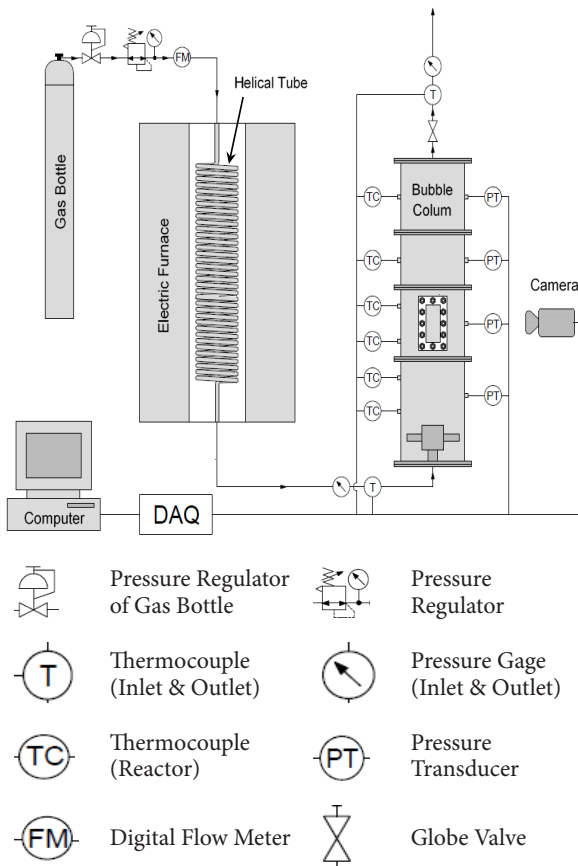 FM
Helical Tube
Gas Bottle
Electric Furnace
T
Bubble
Colum
TC
PT
TC
PT
TC
Camera
PT
TC
TC
PT
TC
T
Computer
DAQ
Pressure Regulator
of Gas Bottle
Pressure
Regulator
T
Thermocouple
(Inlet & Outlet)
Pressure Gage
(Inlet & Outlet)
TC
Thermocouple
(Reactor)
PT
Pressure
Transducer
FM
Digital Flow Meter
Globe Valve